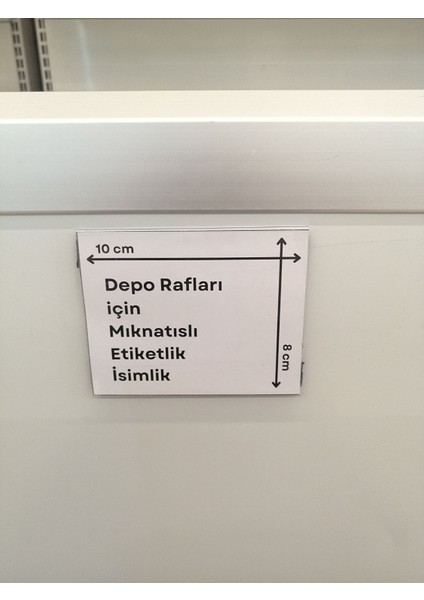 10 cm
Depo Rafları
için
Mıknatıslı
Etiketlik
İsimlik
8 cm